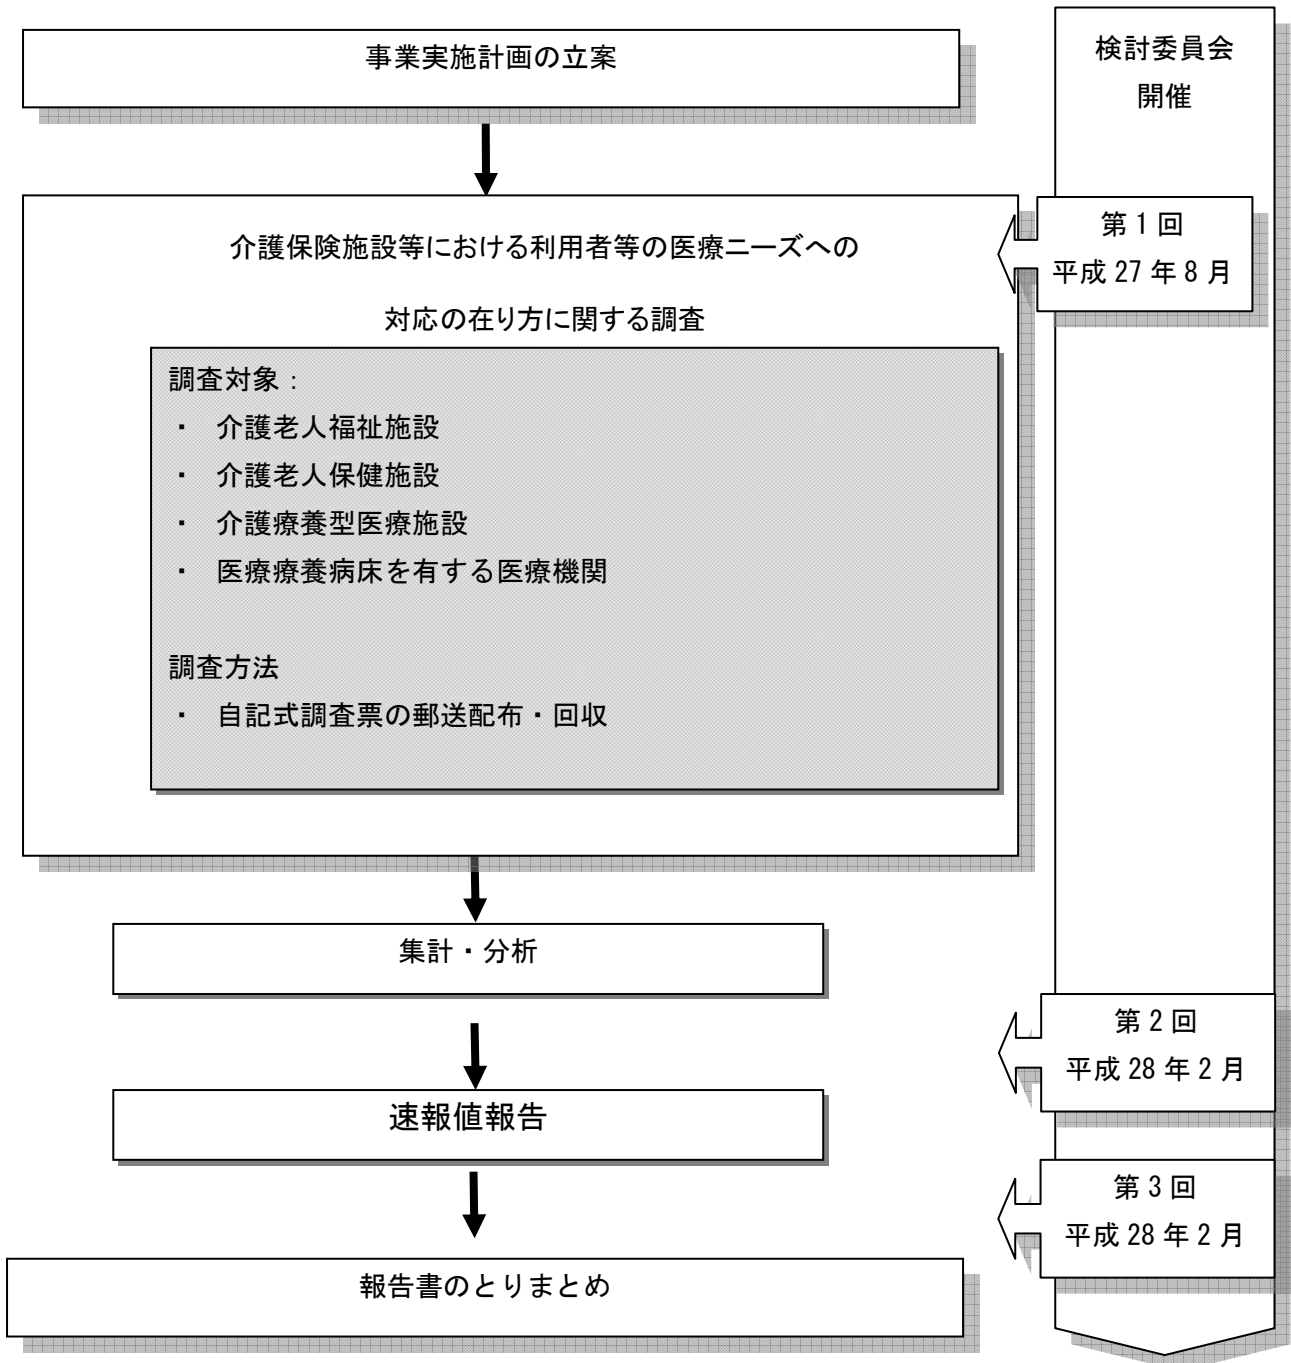 事業実施計画の立案
検討委員会
開催
第1回
平成27年8月
介護保険施設等における利用者等の医療ニーズへの
対応の在り方に関する調査
調査対象：
・ 介護老人福祉施設
・ 介護老人保健施設
・ 介護療養型医療施設
・ 医療療養病床を有する医療機関
調査方法
・ 自記式調査票の郵送配布・回収
集計・分析
第2回
平成28年2月
速報値報告
第3回
平成28年2月
報告書のとりまとめ